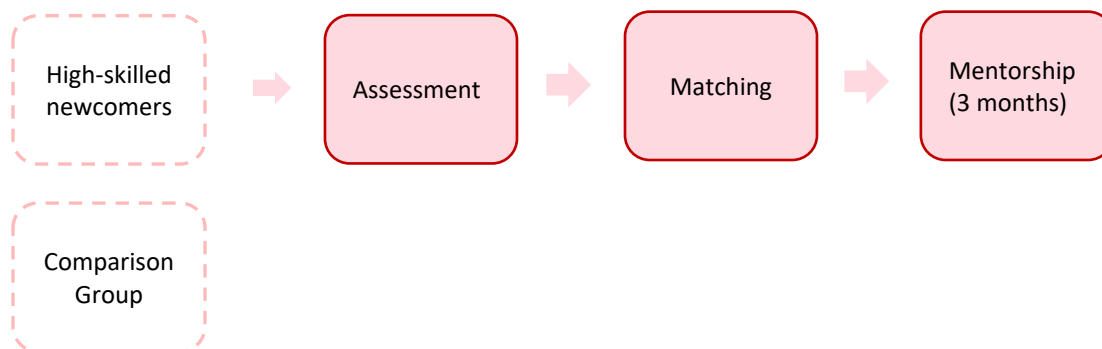 High-skilled
newcomers
Assessment
Matching
Mentorship
(3 months)
Comparison
Group